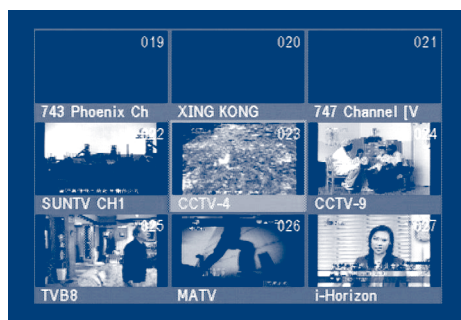 019 020 021
743 Phoenix Ch XING KONG 747 Channel [V
022 023 024
SUNTV CH1 CCTV-4 CCTV-9
025 026 027
TVB8 MATV i-Horizon